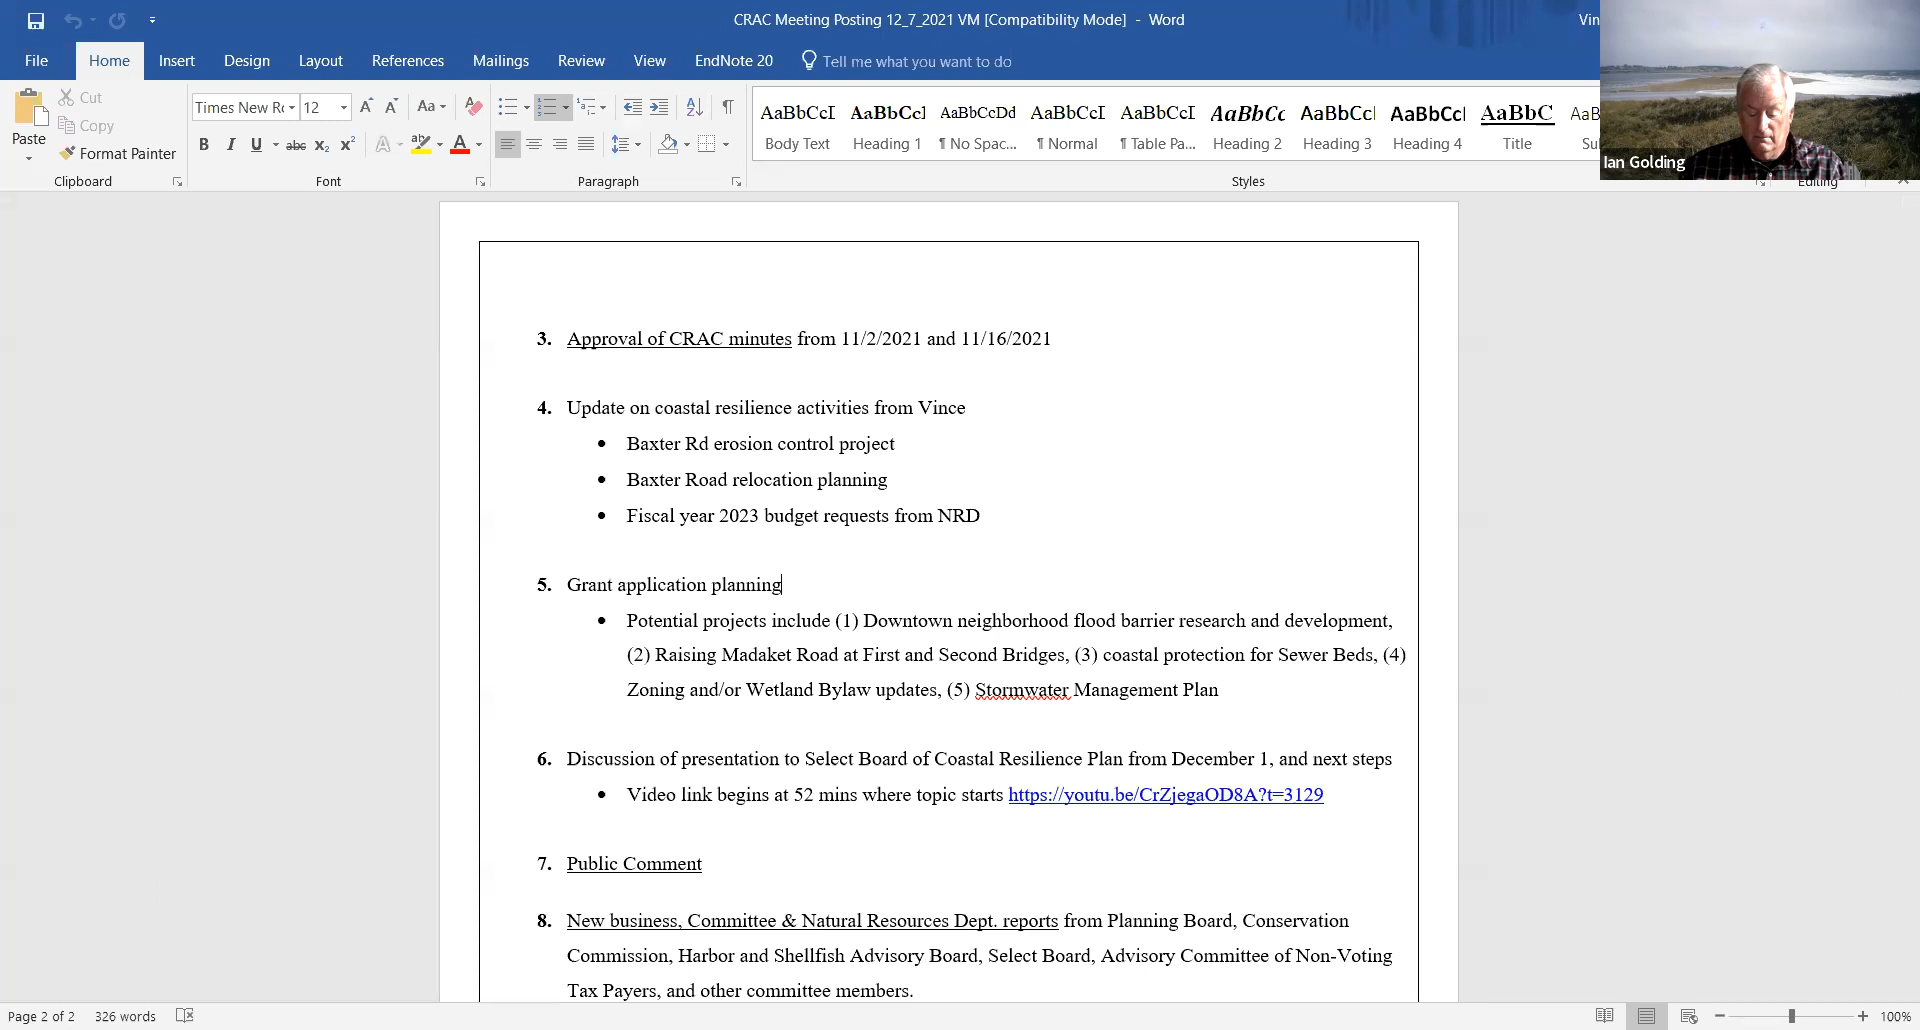 CRAC Meeting Posting 12_7_2021 VM [Compatibility Mode] - Word
Vin
File Home Insert Design Layout References Mailings Review View EndNote 20 Tell me what you want to do
Paste
Cut
Copy
Format Painter
Clipboard
Times New R 12
Font
Paragraph
AaBbCcI AaBbCcI AaBbCcDd AaBbCcI AaBbCcI AaBbCc AaBbCcI AaBbCcI AaBbC AaB
Body Text Heading 1 ¶ No Spac... ¶ Normal ¶ Table Pa... Heading 2 Heading 3 Heading 4 Title Sul
Styles
Editing
Ian Golding
3. Approval of CRAC minutes from 11/2/2021 and 11/16/2021
4. Update on coastal resilience activities from Vince
• Baxter Rd erosion control project
• Baxter Road relocation planning
• Fiscal year 2023 budget requests from NRD
5. Grant application planning
• Potential projects include (1) Downtown neighborhood flood barrier research and development,
(2) Raising Madaket Road at First and Second Bridges, (3) coastal protection for Sewer Beds, (4)
Zoning and/or Wetland Bylaw updates, (5) Stormwater Management Plan
6. Discussion of presentation to Select Board of Coastal Resilience Plan from December 1, and next steps
• Video link begins at 52 mins where topic starts https://youtu.be/CrZjegaOD8A?t=3129
7. Public Comment
8. New business, Committee & Natural Resources Dept. reports from Planning Board, Conservation
Commission, Harbor and Shellfish Advisory Board, Select Board, Advisory Committee of Non-Voting
Tax Payers, and other committee members.
Page 2 of 2 326 words 100%